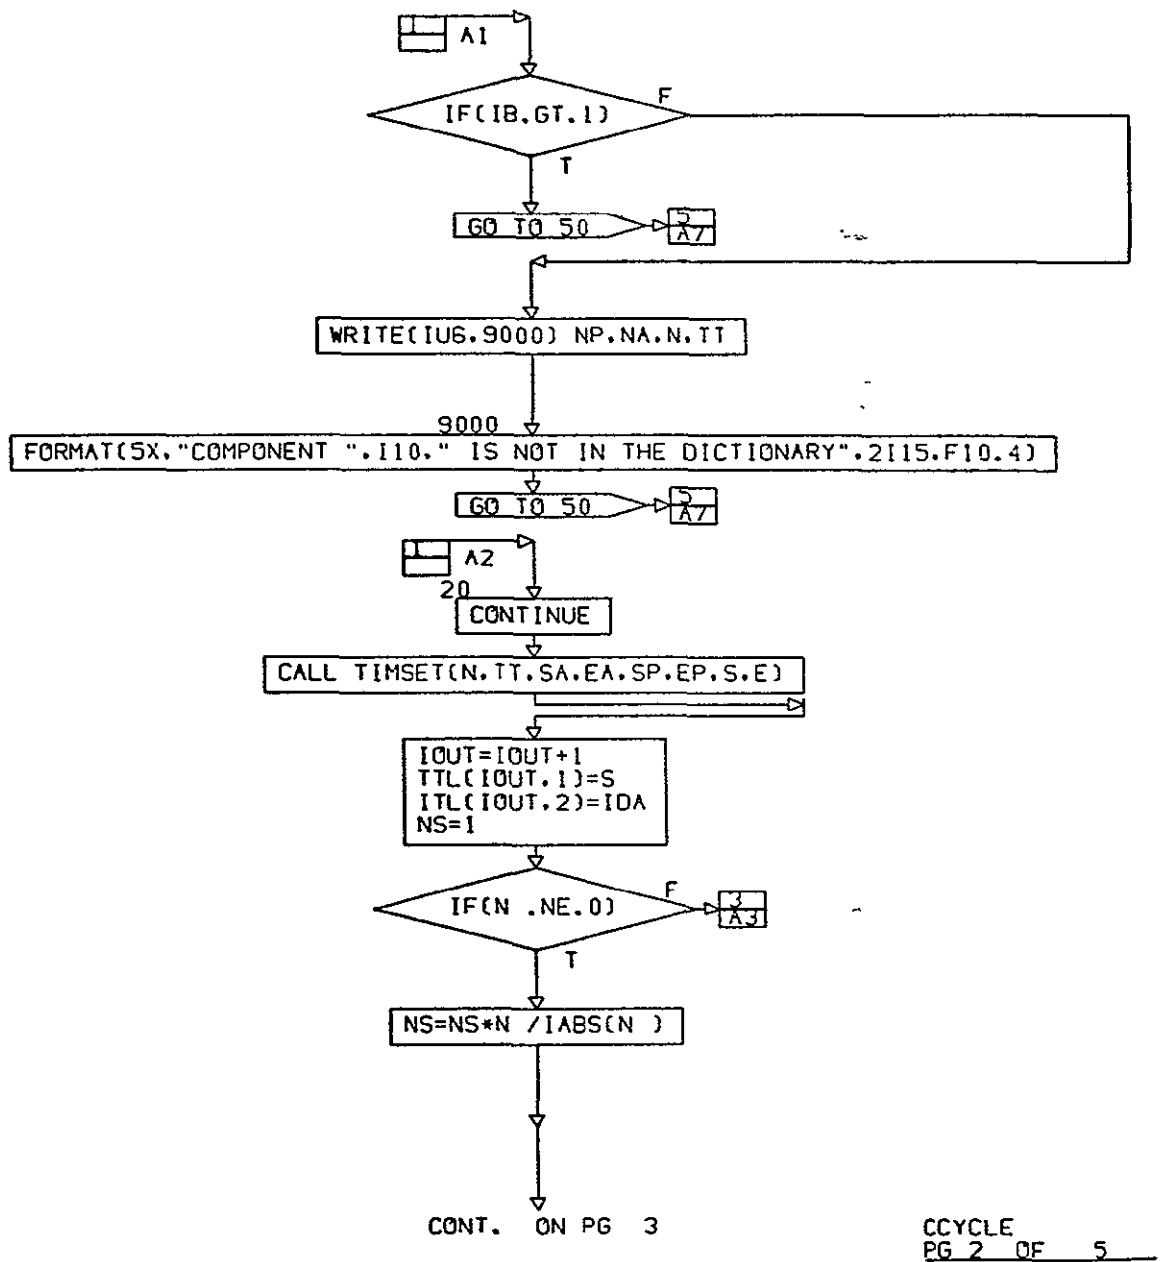 1
A1
IF(IB.GT.1)
F
T
GO TO 50
5
A7
WRITE(IU6.9000) NP.NA.N.TT
9000
FORMAT(5X."COMPONENT ".I10." IS NOT IN THE DICTIONARY".2I15.F10.4)
GO TO 50
5
A7
1
A2
20
CONTINUE
CALL TIMSET(N.TT.SA.EA.SP.EP.S.E)
IOUT=IOUT+1
TTL(IOUT.1)=S
ITL(IOUT.2)=IDA
NS=1
IF(N .NE.0)
F
3
A3
T
NS=NS*N /IABS(N )
CONT. ON PG 3
CCYCLE
PG 2 OF 5